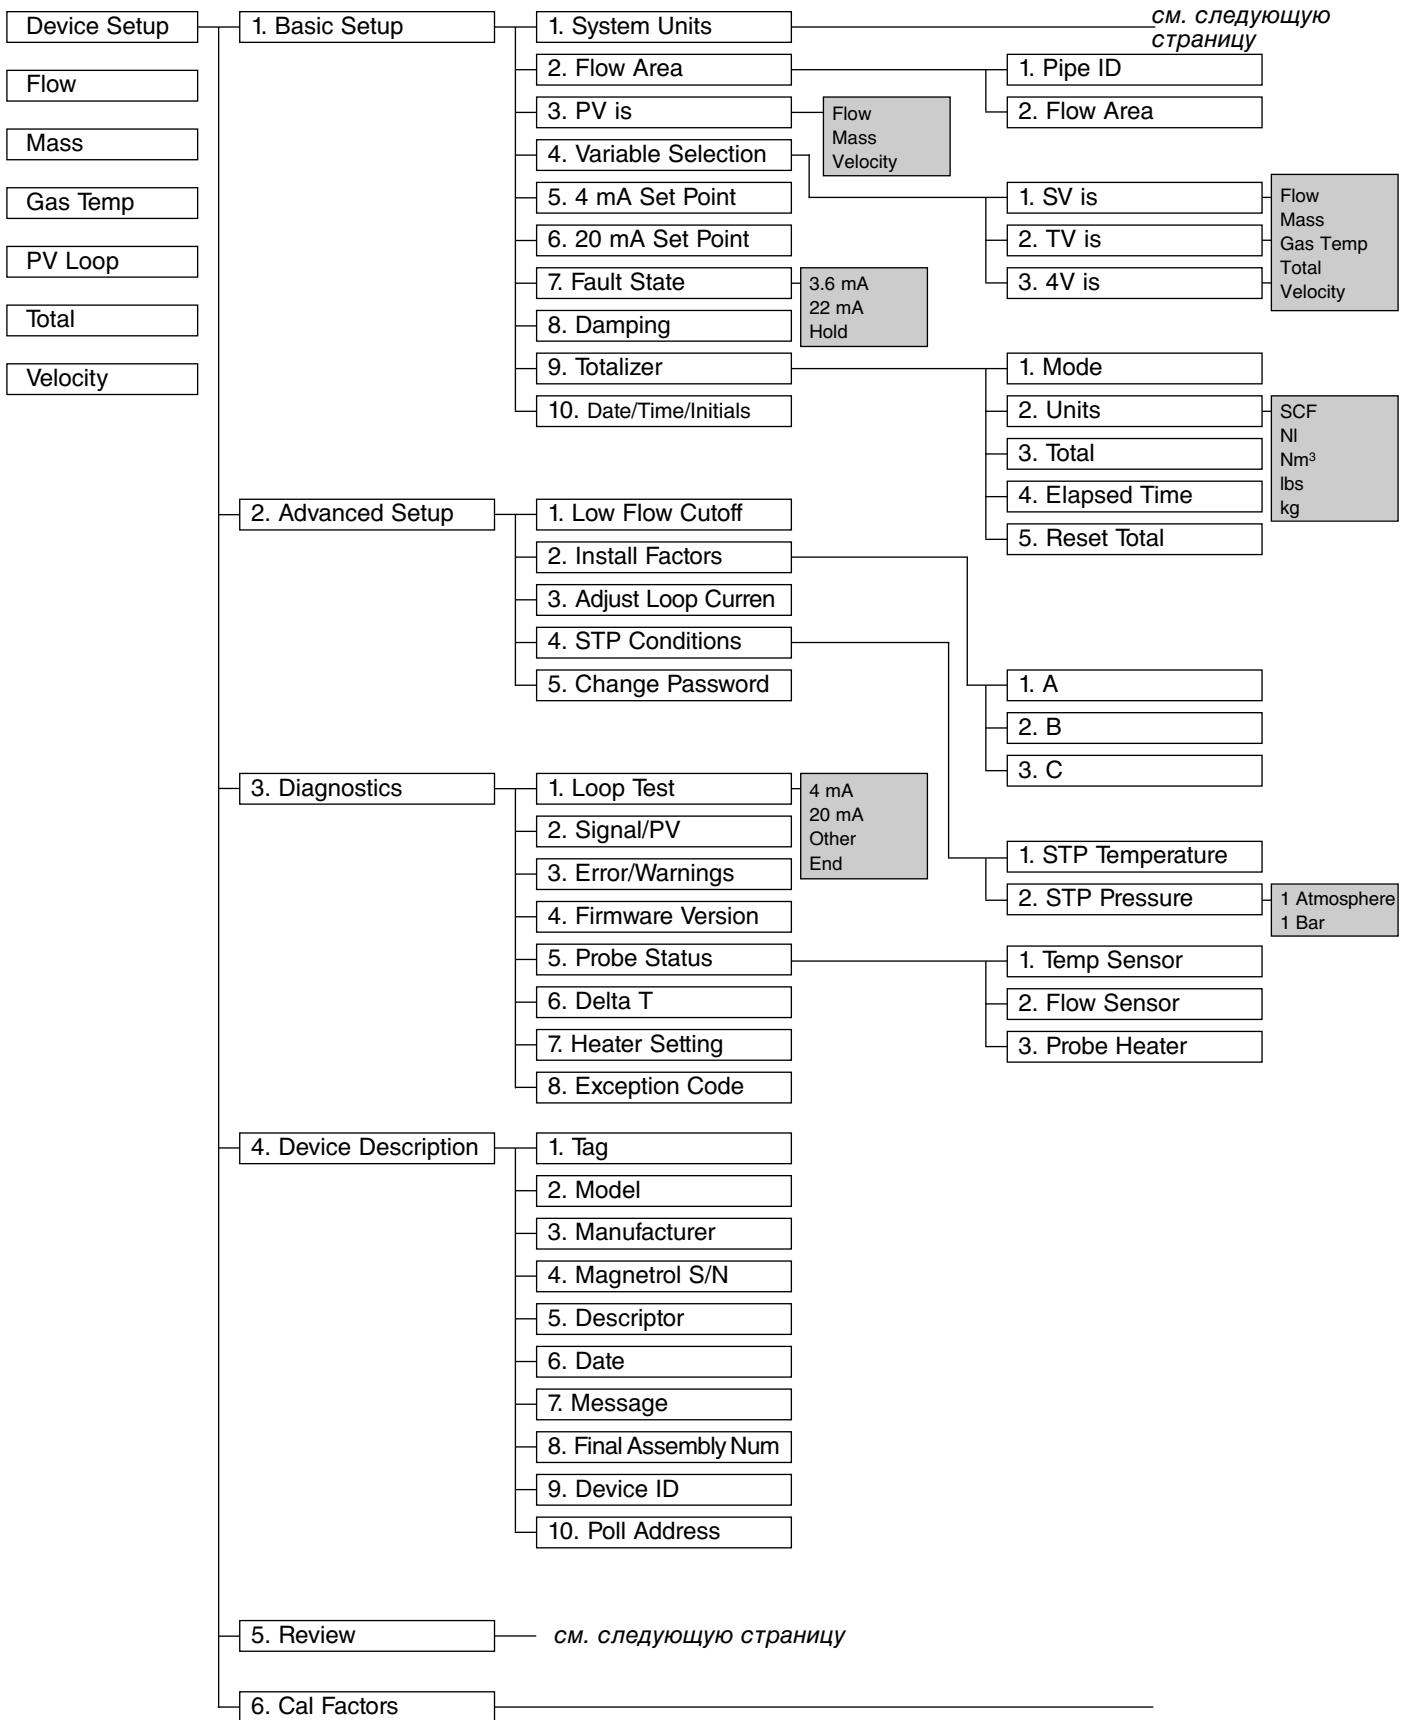 Device Setup
Flow
Mass
Gas Temp
PV Loop
Total
Velocity
1. Basic Setup
1. System Units
см. следующую
страницу
2. Flow Area
1. Pipe ID
2. Flow Area
3. PV is
Flow
Mass
Velocity
4. Variable Selection
1. SV is
2. TV is
3. 4V is
Flow
Mass
Gas Temp
Total
Velocity
5. 4 mA Set Point
6. 20 mA Set Point
7. Fault State
3.6 mA
22 mA
Hold
8. Damping
9. Totalizer
1. Mode
2. Units
SCF
Nl
Nm³
lbs
kg
3. Total
4. Elapsed Time
5. Reset Total
10. Date/Time/Initials
2. Advanced Setup
1. Low Flow Cutoff
2. Install Factors
1. A
2. B
3. C
3. Adjust Loop Curren
4. STP Conditions
1. STP Temperature
2. STP Pressure
1 Atmosphere
1 Bar
5. Change Password
3. Diagnostics
1. Loop Test
4 mA
20 mA
Other
End
2. Signal/PV
3. Error/Warnings
4. Firmware Version
5. Probe Status
1. Temp Sensor
2. Flow Sensor
3. Probe Heater
6. Delta T
7. Heater Setting
8. Exception Code
4. Device Description
1. Tag
2. Model
3. Manufacturer
4. Magnetrol S/N
5. Descriptor
6. Date
7. Message
8. Final Assembly Num
9. Device ID
10. Poll Address
5. Review
см. следующую страницу
6. Cal Factors